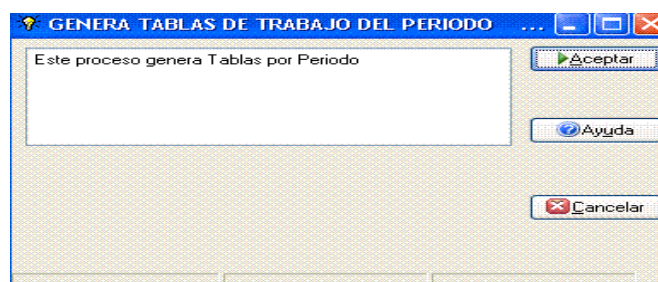 GENERA TABLAS DE TRABAJO DEL PERIODO ...
Este proceso genera Tablas por Periodo
Aceptar
Ayuda
Cancelar